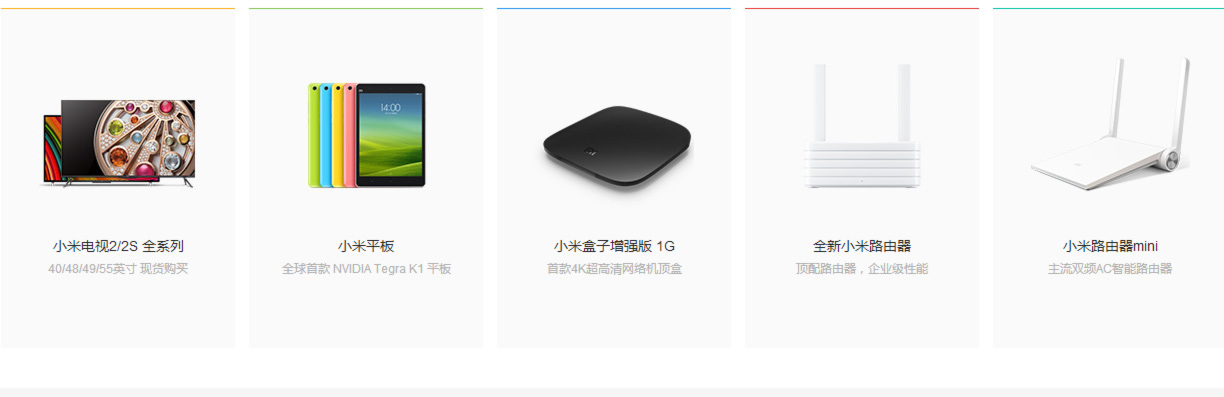 14:00
小米电视2/2S 全系列
40/48/49/55英寸 现货购买
小米平板
全球首款 NVIDIA Tegra K1 平板
小米盒子增强版 1G
首款4K超高清网络机顶盒
全新小米路由器
顶配路由器，企业级性能
小米路由器mini
主流双频AC智能路由器